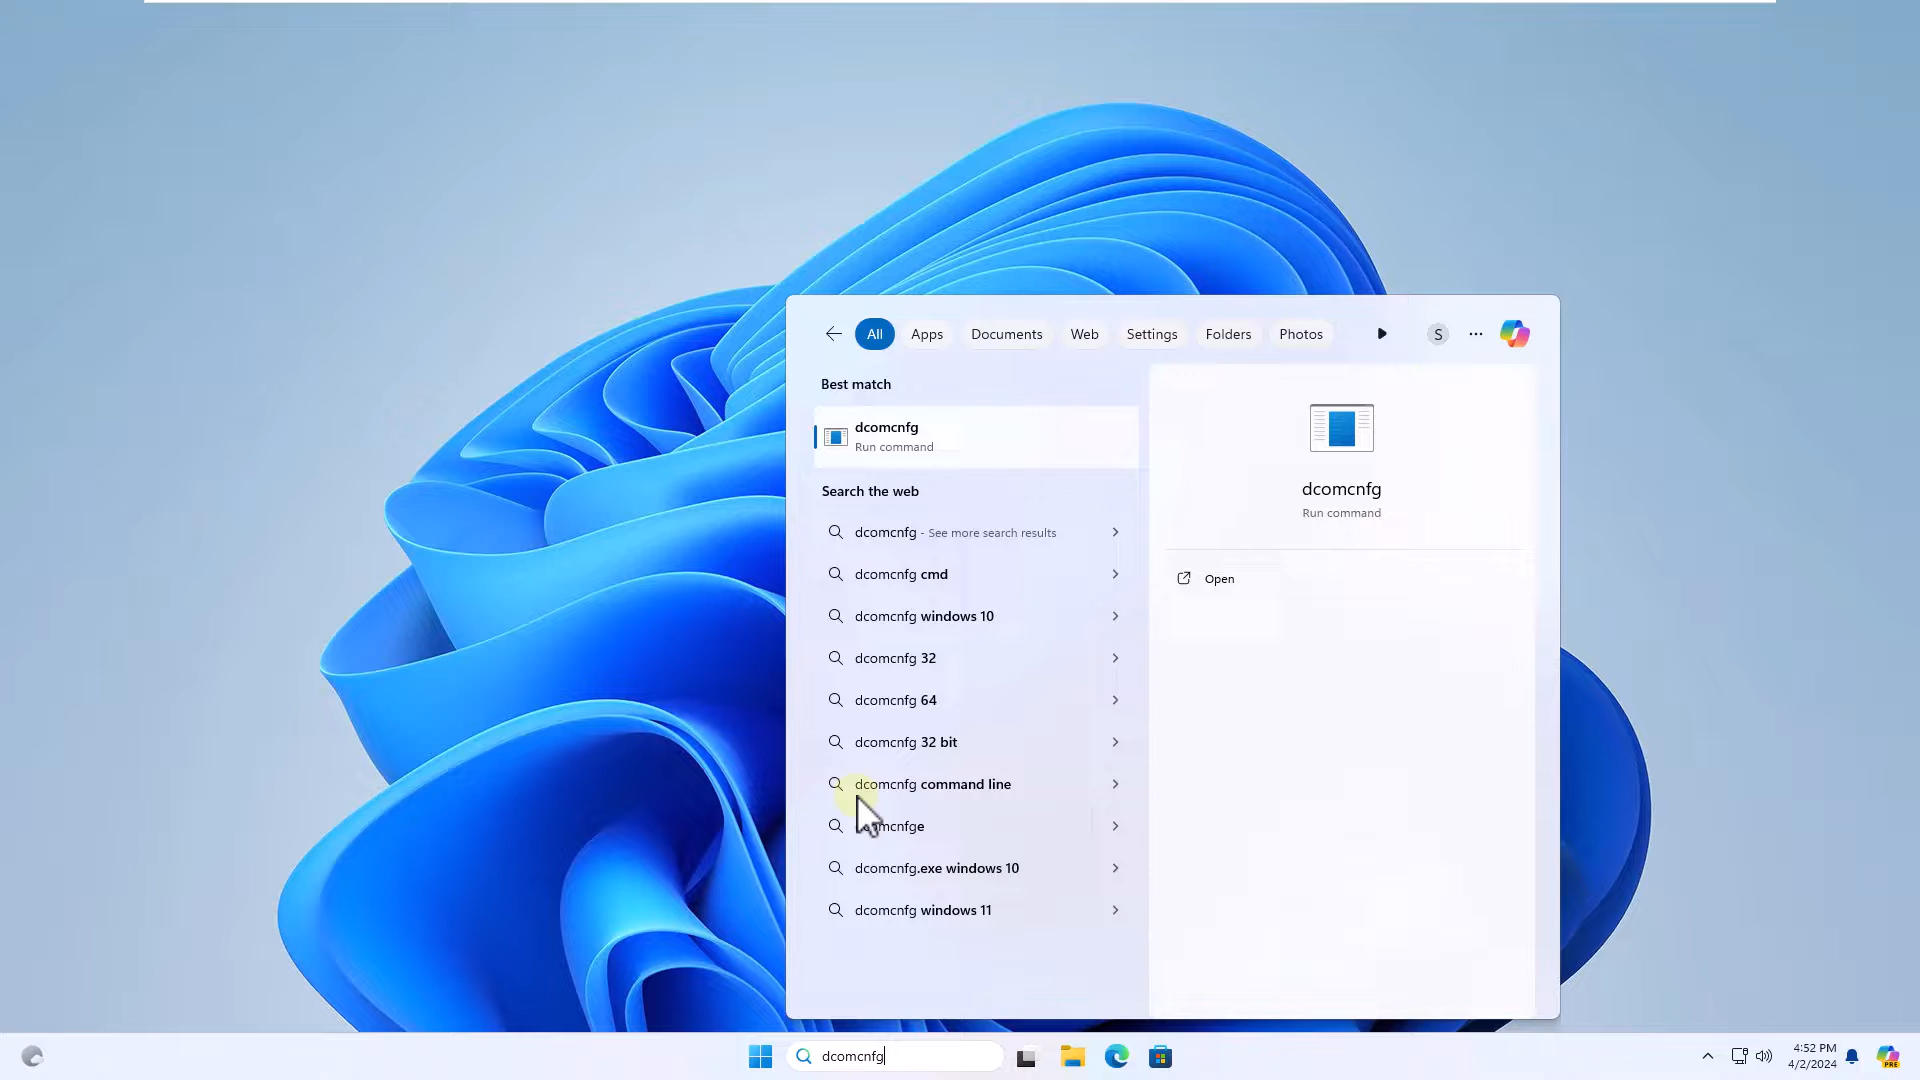 All
Apps
Documents
Web
Settings
Folders
Photos
S
Best match
dcomcnfg
Run command
Search the web
dcomcnfg - See more search results
dcomcnfg cmd
dcomcnfg windows 10
dcomcnfg 32
dcomcnfg 64
dcomcnfg 32 bit
dcomcnfg command line
dcomcnfge
dcomcnfg.exe windows 10
dcomcnfg windows 11
dcomcnfg
Run command
Open
dcomcnfg
4:52 PM
4/2/2024
PRE